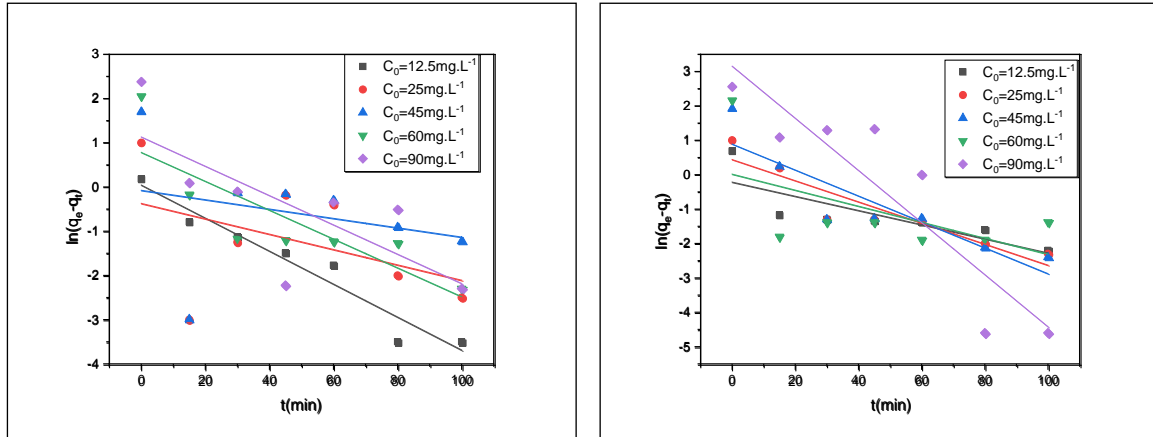 3
2
1
0
-1
-2
-3
-4
ln(qₑ-qₜ)
C₀=12.5mg.L⁻¹
C₀=25mg.L⁻¹
C₀=45mg.L⁻¹
C₀=60mg.L⁻¹
C₀=90mg.L⁻¹
0 20 40 60 80 100
t(min)
3
2
1
0
-1
-2
-3
-4
-5
ln(qₑ-qₜ)
C₀=12.5mg.L⁻¹
C₀=25mg.L⁻¹
C₀=45mg.L⁻¹
C₀=60mg.L⁻¹
C₀=90mg.L⁻¹
0 20 40 60 80 100
t(min)